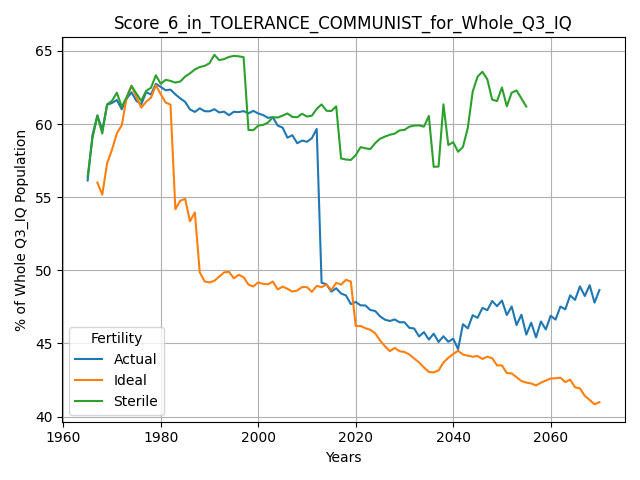 Score_6_in_TOLERANCE_COMMUNIST_for_Whole_Q3_IQ
% of Whole Q3_IQ Population
65
60
55
50
45
40
Fertility
Actual
Ideal
Sterile
1960
1980
2000
2020
2040
2060
Years